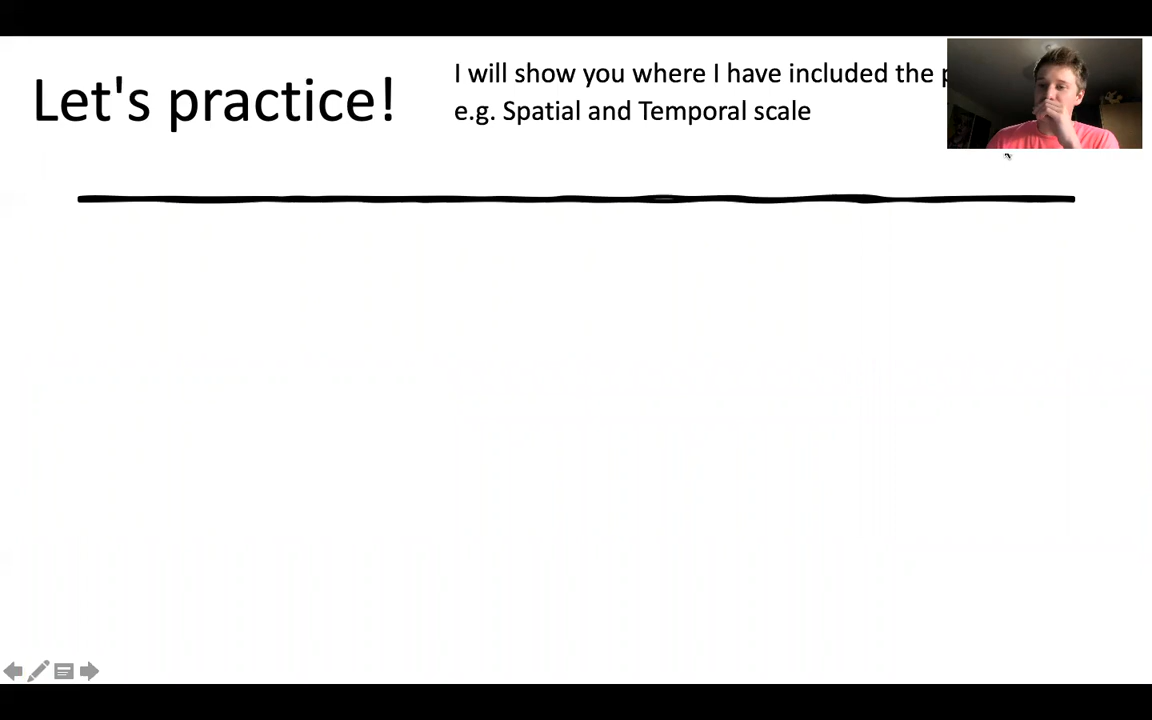 Let's practice!
I will show you where I have included the
e.g. Spatial and Temporal scale